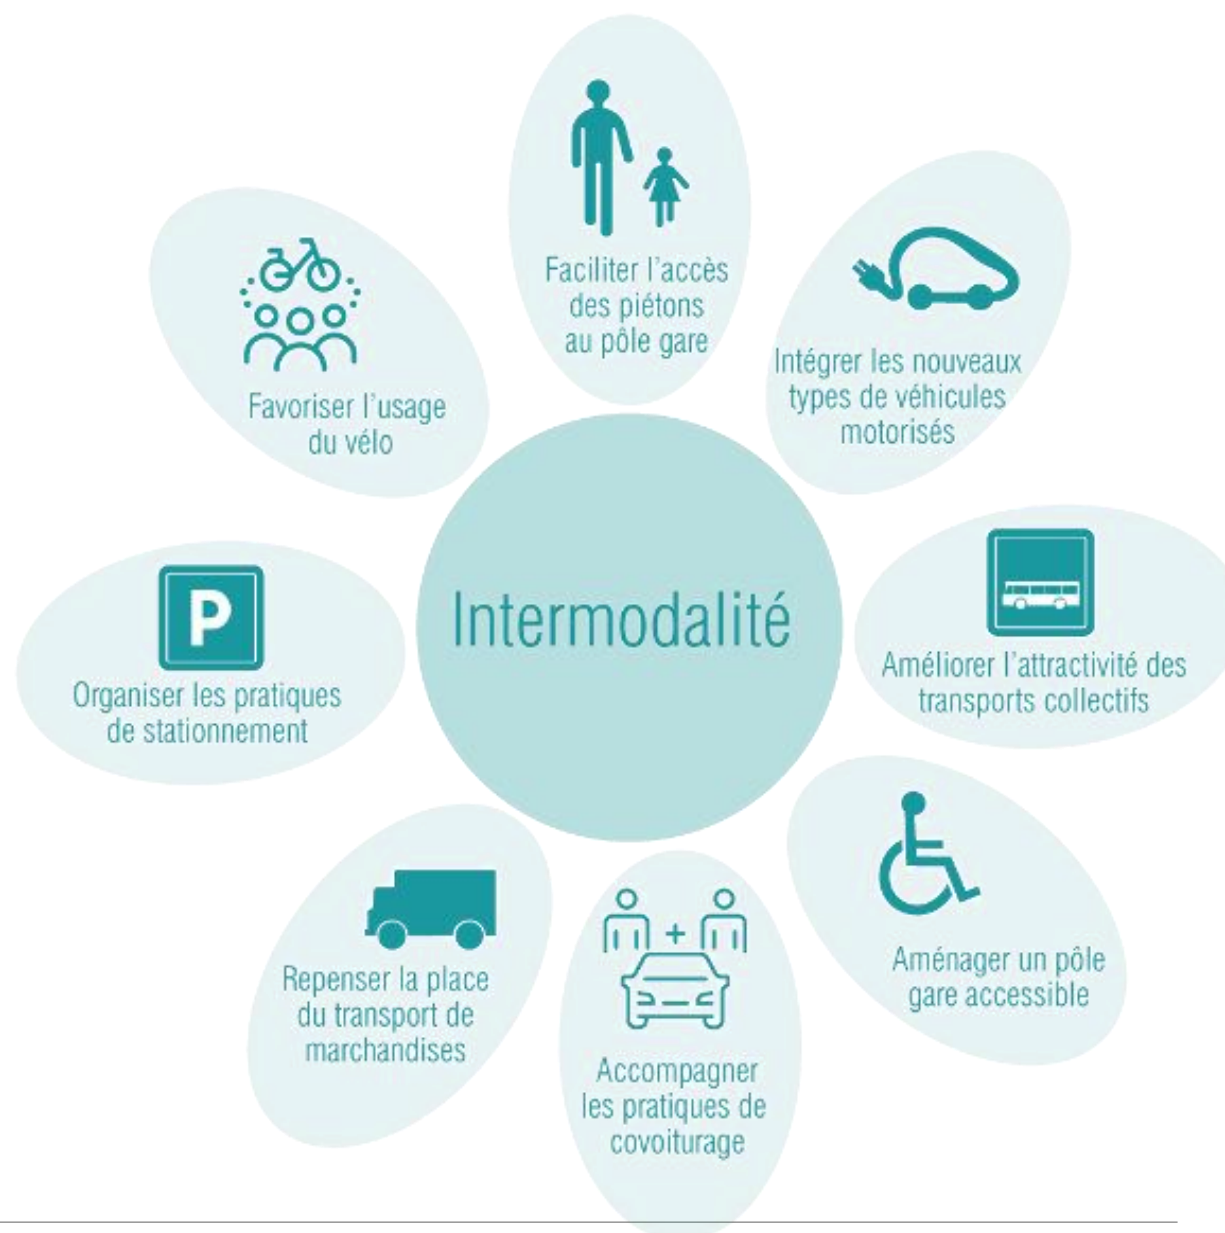 Faciliter l'accès
des piétons
au pôle gare
Intégrer les nouveaux
types de véhicules
motorisés
Favoriser l'usage
du vélo
Intermodalité
P
Organiser les pratiques
de stationnement
Améliorer l'attractivité des
transports collectifs
Aménager un pôle
gare accessible
Repenser la place
du transport de
marchandises
+
Accompagner
les pratiques de
covoiturage